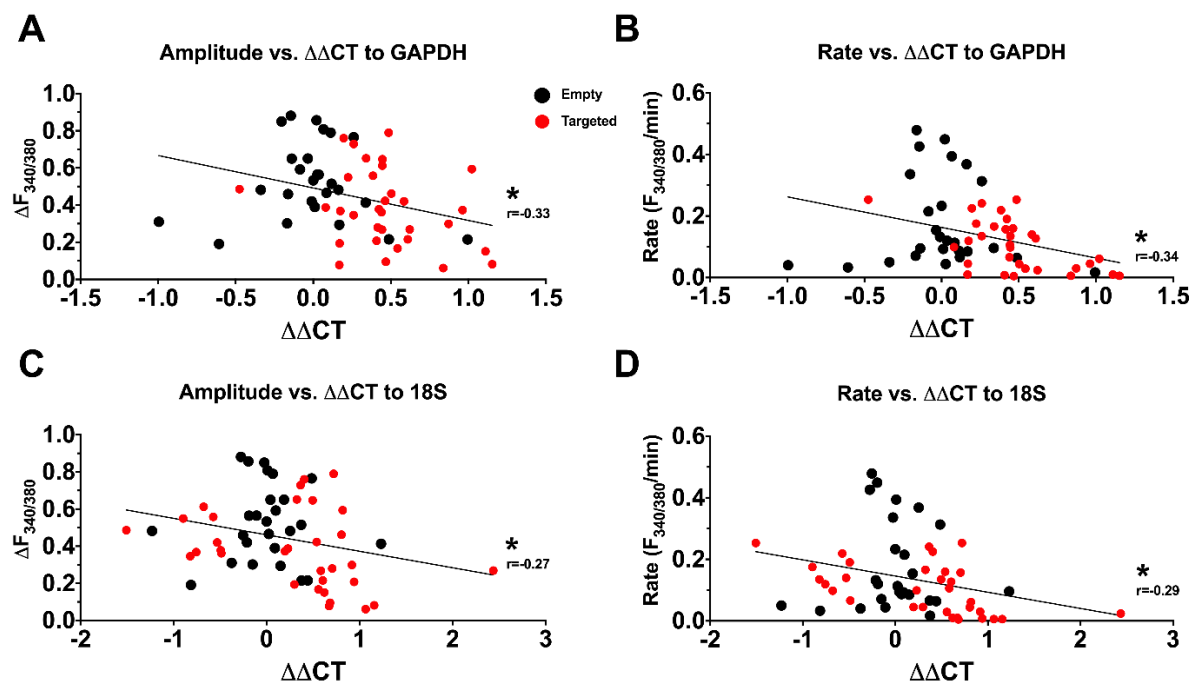 A
Amplitude vs. ΔΔCT to GAPDH
ΔF340/380
1.0
0.8
0.6
0.4
0.2
0.0
-1.5 -1.0 -0.5 0.0 0.5 1.0 1.5
ΔΔCT
Empty
Targeted
*
r=-0.33
B
Rate vs. ΔΔCT to GAPDH
Rate (F340/380/min)
0.6
0.4
0.2
0.0
-1.5 -1.0 -0.5 0.0 0.5 1.0 1.5
ΔΔCT
*
r=-0.34
C
Amplitude vs. ΔΔCT to 18S
ΔF340/380
1.0
0.8
0.6
0.4
0.2
0.0
-2 -1 0 1 2 3
ΔΔCT
*
r=-0.27
D
Rate vs. ΔΔCT to 18S
Rate (F340/380/min)
0.6
0.4
0.2
0.0
-2 -1 0 1 2 3
ΔΔCT
*
r=-0.29